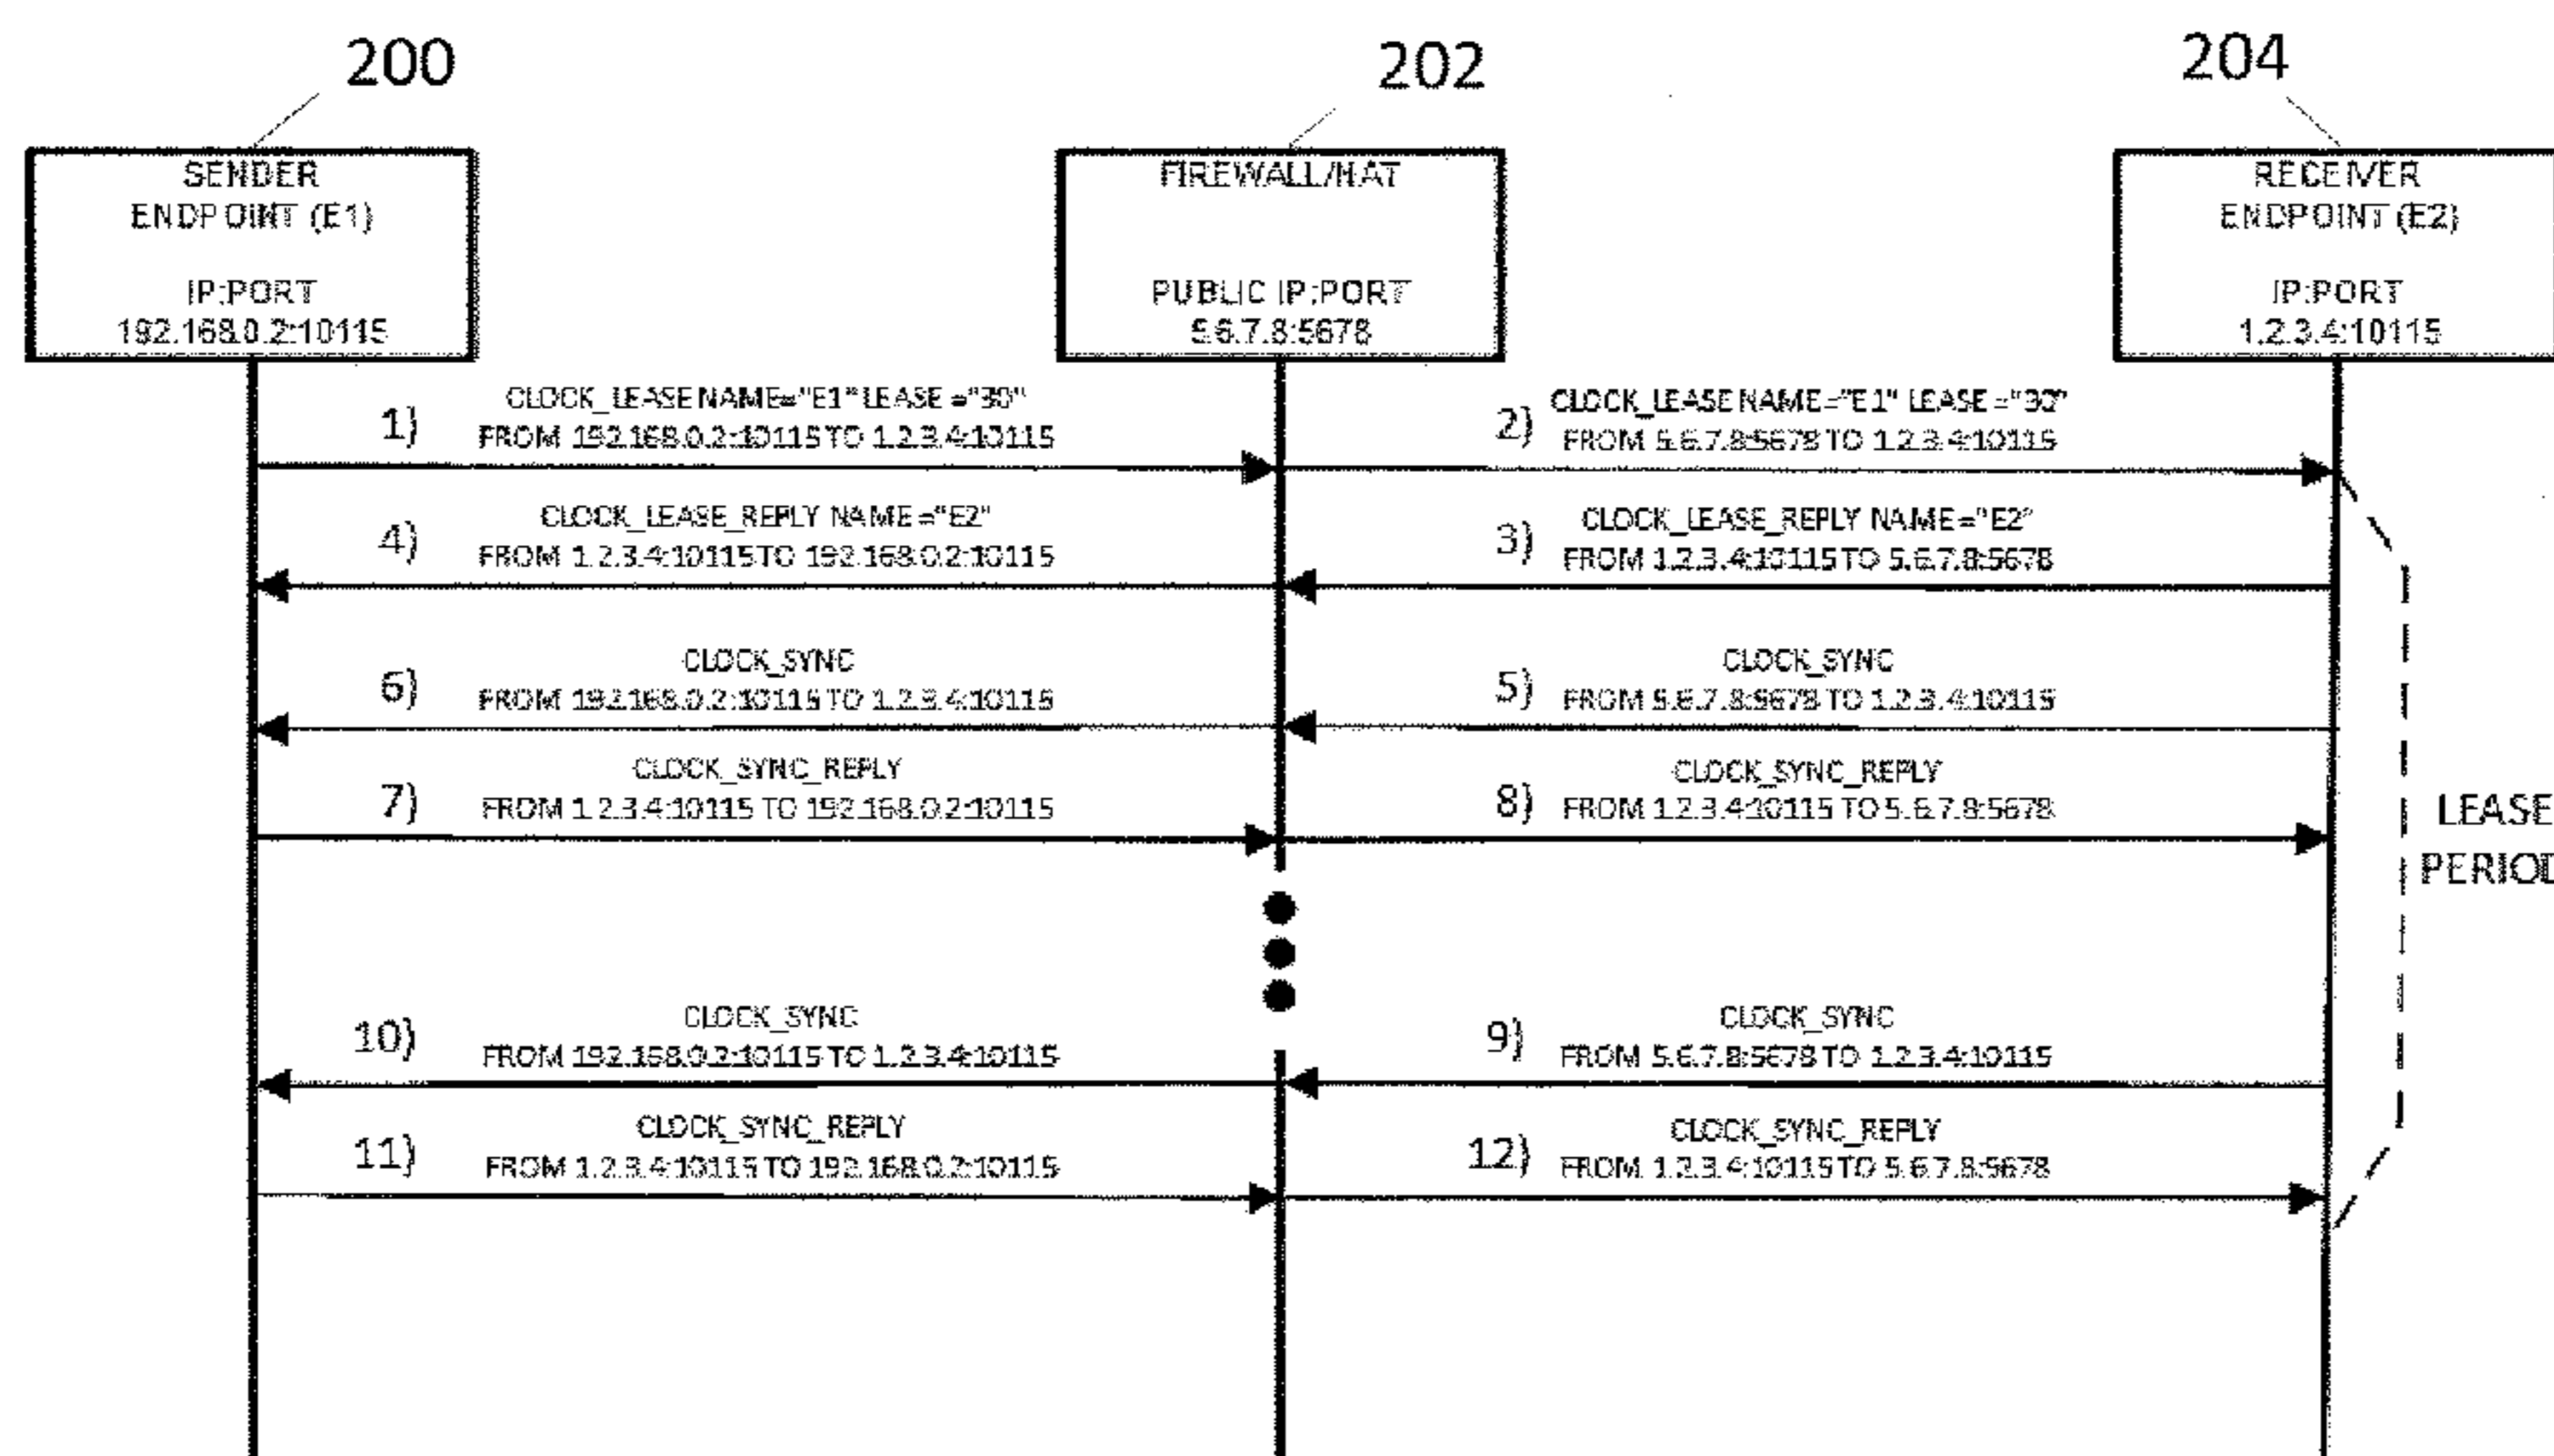 200
202
204
SENDER
ENDPOINT (E1)
IP:PORT
192.168.0.2:10115
FIREWALL/NAT
PUBLIC IP:PORT
5.6.7.8:5678
RECEIVER
ENDPOINT (E2)
IP:PORT
1.2.3.4:10115
1)
CLOCK_LEASE NAME="E1" LEASE ="30"
FROM 192.168.0.2:10115 TO 1.2.3.4:10115
2)
CLOCK_LEASE NAME="E1" LEASE ="30"
FROM 5.6.7.8:5678 TO 1.2.3.4:10115
4)
CLOCK_LEASE_REPLY NAME ="E2"
FROM 1.2.3.4:10115 TO 192.168.0.2:10115
3)
CLOCK_LEASE_REPLY NAME ="E2"
FROM 1.2.3.4:10115 TO 5.6.7.8:5678
6)
CLOCK_SYNC
FROM 192.168.0.2:10115 TO 1.2.3.4:10115
5)
CLOCK_SYNC
FROM 5.6.7.8:5678 TO 1.2.3.4:10115
7)
CLOCK_SYNC_REPLY
FROM 1.2.3.4:10115 TO 192.168.0.2:10115
8)
CLOCK_SYNC_REPLY
FROM 1.2.3.4:10115 TO 5.6.7.8:5678
LEASE
PERIOD
10)
CLOCK_SYNC
FROM 192.168.0.2:10115 TO 1.2.3.4:10115
9)
CLOCK_SYNC
FROM 5.6.7.8:5678 TO 1.2.3.4:10115
11)
CLOCK_SYNC_REPLY
FROM 1.2.3.4:10115 TO 192.168.0.2:10115
12)
CLOCK_SYNC_REPLY
FROM 1.2.3.4:10115 TO 5.6.7.8:5678